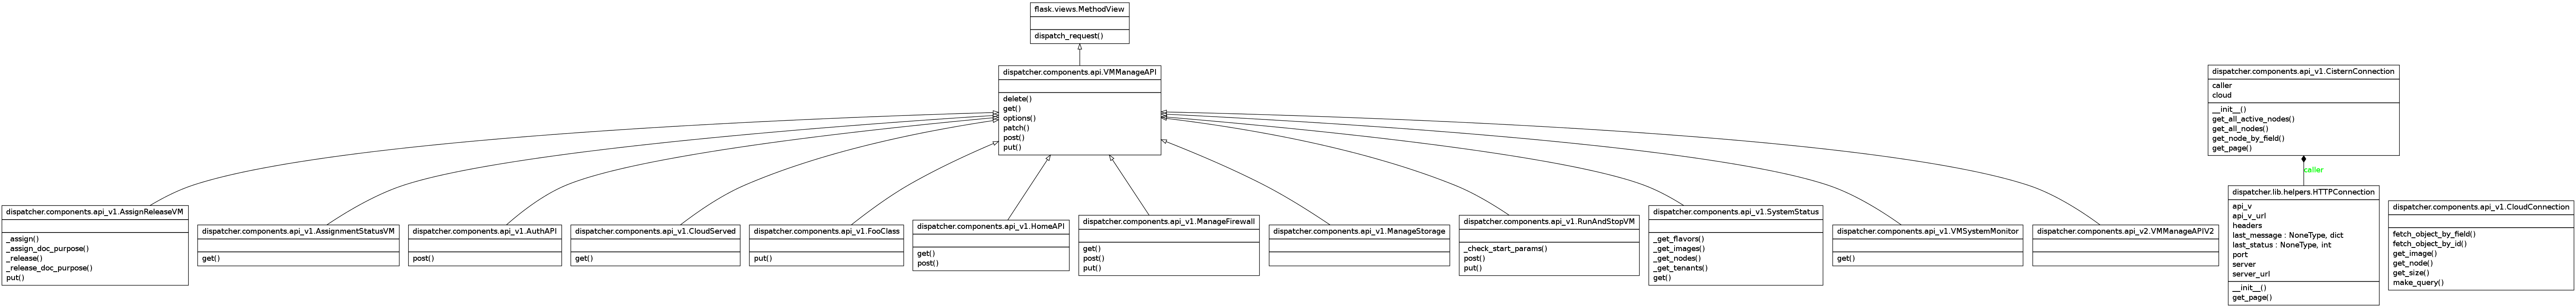 flask.views.MethodView
dispatch_request()
dispatcher.components.api.VMManageAPI
delete()
get()
options()
patch()
post()
put()
dispatcher.components.api_v1.CisternConnection
caller
cloud
__init__()
get_all_active_nodes()
get_all_nodes()
get_node_by_field()
get_page()
caller
dispatcher.components.api_v1.AssignReleaseVM
_assign()
_assign_doc_purpose()
_release()
_release_doc_purpose()
put()
dispatcher.components.api_v1.AssignmentStatusVM
get()
dispatcher.components.api_v1.AuthAPI
post()
dispatcher.components.api_v1.CloudServed
get()
dispatcher.components.api_v1.FooClass
put()
dispatcher.components.api_v1.HomeAPI
get()
post()
dispatcher.components.api_v1.ManageFirewall
get()
post()
put()
dispatcher.components.api_v1.ManageStorage
dispatcher.components.api_v1.RunAndStopVM
_check_start_params()
post()
put()
dispatcher.components.api_v1.SystemStatus
_get_flavors()
_get_images()
_get_nodes()
_get_tenants()
get()
dispatcher.components.api_v1.VMSystemMonitor
get()
dispatcher.components.api_v2.VMManageAPIV2
dispatcher.lib.helpers.HTTPConnection
api_v
api_v_url
headers
last_message : NoneType, dict
last_status : NoneType, int
port
server
server_url
__init__()
get_page()
dispatcher.components.api_v1.CloudConnection
fetch_object_by_field()
fetch_object_by_id()
get_image()
get_node()
get_size()
make_query()